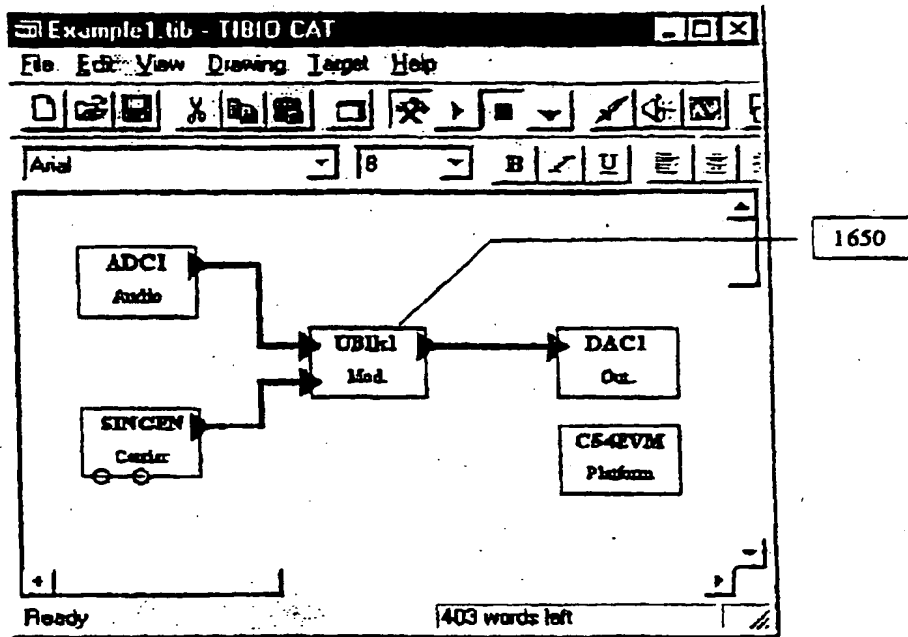 Example1.tib - TIBIO CAT
File Edit View Drawing Target Help
Arial 8 B I U
1650
ADC1
Audio
UBlk1
Mod.
DAC1
Out.
SINGEN
Carrier
C54EVM
Platform
Ready 403 words left